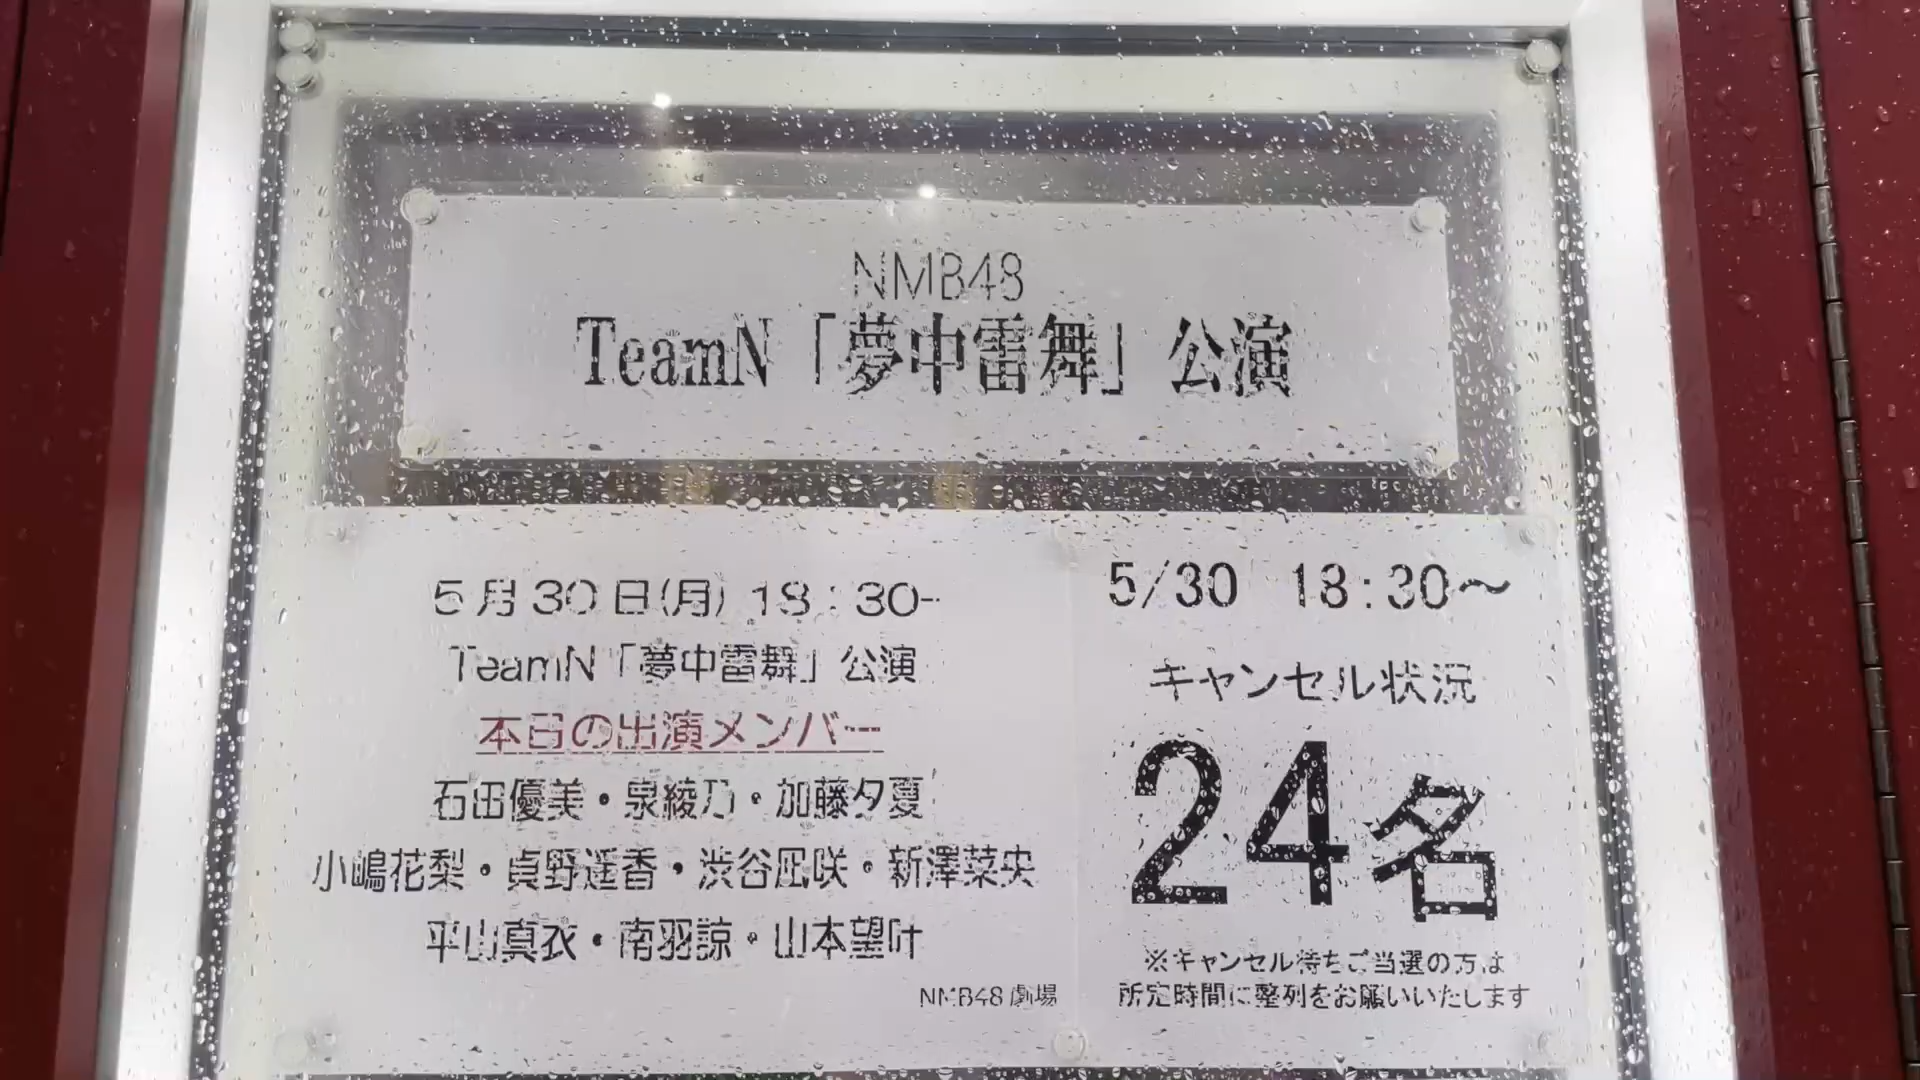 NMB48
TeamN「夢中雷舞」公演
5月30日(月) 18:30-
TeamN「夢中雷舞」公演
本日の出演メンバー
石田優美・泉綾乃・加藤夕夏
小嶋花梨・貞野遥香・渋谷凪咲・新澤菜央
平山真衣・南羽諒・山本望叶
NMB48 劇場
5/30 18:30～
キャンセル状況
24名
※キャンセル待ちご当選の方は
所定時間に整列をお願いいたします